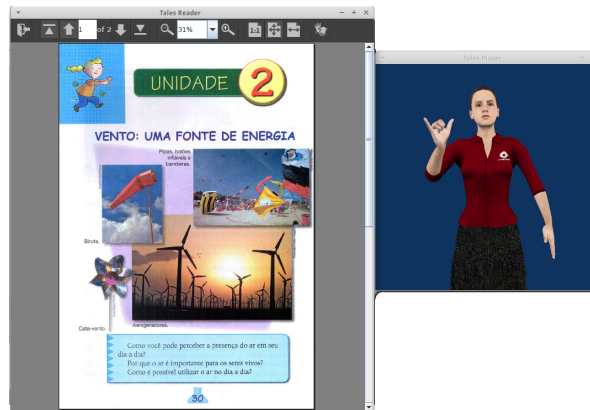 Tales Reader
1 of 2
31%
1:1
UNIDADE 2
VENTO: UMA FONTE DE ENERGIA
Pipas, balões
infláveis e
bandeiras.
Biruta.
Cata-vento.
Aerogeradores.
Como você pode perceber a presença do ar em seu
dia a dia?
Por que o ar é importante para os seres vivos?
Como é possível utilizar o ar no dia a dia?
30
Tales Player